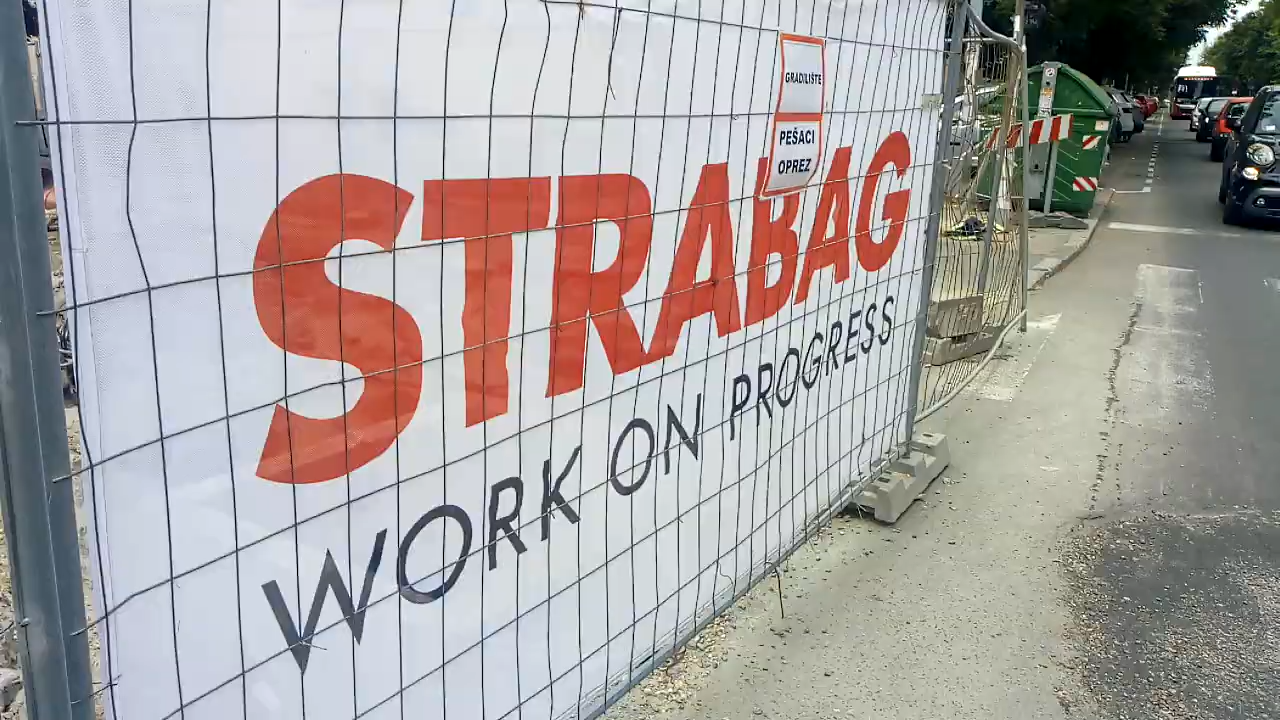 GRADILIŠTE
PEŠACI
OPREZ
STRABAG
WORK ON PROGRESS